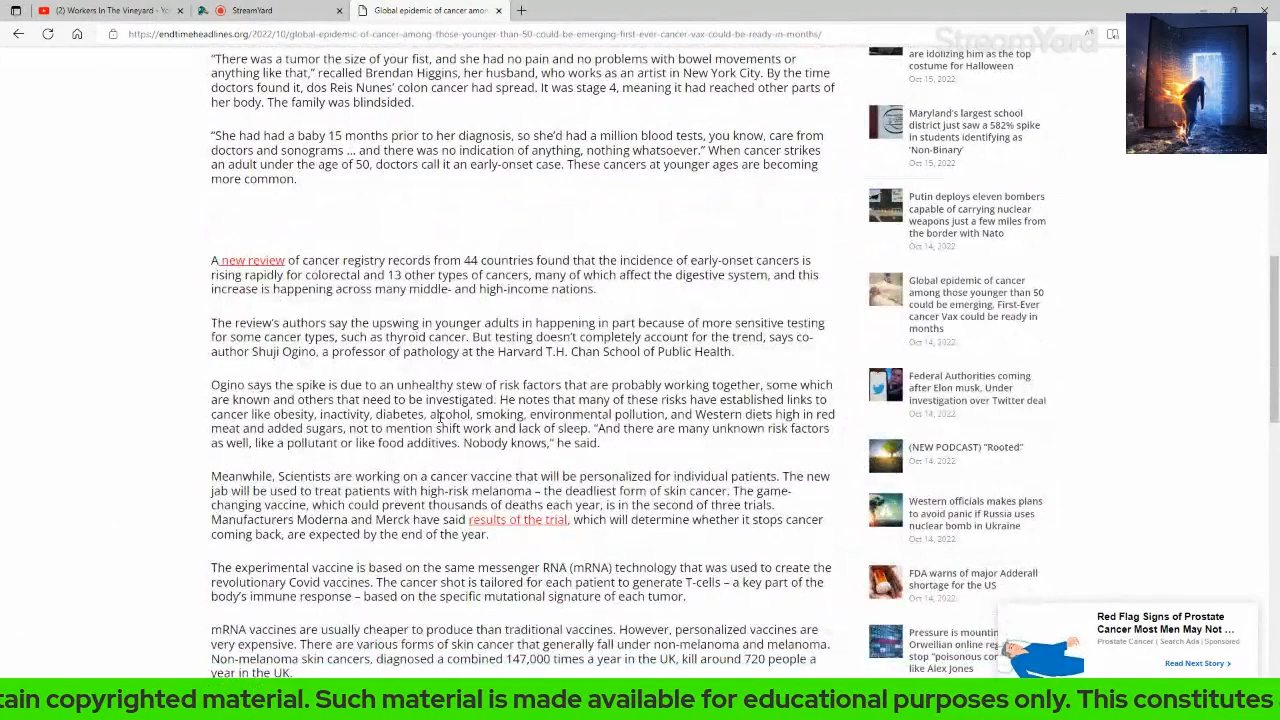 (2) Workers In The Vineyard - Yo
StreamYard
Global epidemic of cancer amon
https://endtimeheadlines.org/2022/10/global-epidemic-of-cancer-among-those-younger-than-50-could-be-emerging-first-ever-cancer-vax-could-be-ready-in-months/
StreamYard
“There was a tumor the size of your fist, and she had no pain and no problems with bowel movements or
anything like that,” recalled Brendan Higgins, her husband, who works as an artist in New York City. By the time
doctors found it, dos Reis Nunes’ colon cancer had spread. It was stage 4, meaning it had reached other parts of
her body. The family was blindsided.
“She had had a baby 15 months prior to her diagnosis, so she’d had a million blood tests, you know, care from
doctors and sonograms … and there was no indication of anything, nothing whatsoever.” When cancer strikes
an adult under the age of 50, doctors call it an early-onset case. These cancers at younger ages are becoming
more common.
A new review of cancer registry records from 44 countries found that the incidence of early-onset cancers is
rising rapidly for colorectal and 13 other types of cancers, many of which affect the digestive system, and this
increase is happening across many middle- and high-income nations.
The review’s authors say the upswing in younger adults in happening in part because of more sensitive testing
for some cancer types, such as thyroid cancer. But testing doesn’t completely account for the trend, says co-
author Shuji Ogino, a professor of pathology at the Harvard T.H. Chan School of Public Health.
Ogino says the spike is due to an unhealthy stew of risk factors that are probably working together, some which
are known and others that need to be investigated. He notes that many of these risks have established links to
cancer like obesity, inactivity, diabetes, alcohol, smoking, environmental pollution, and Western diets high in red
meat and added sugars, not to mention shift work and lack of sleep. “And there are many unknown risk factors
as well, like a pollutant or like food additives. Nobody knows,” he said.
Meanwhile, Scientists are working on a cancer vaccine that will be personalized for individual patients. The new
jab will be used to treat patients with high-risk melanoma – the deadliest form of skin cancer. The game-
changing vaccine, which could prevent thousands of deaths each year, is in the second of three trials.
Manufacturers Moderna and Merck have said results of the trial, which will determine whether it stops cancer
coming back, are expected by the end of the year.
The experimental vaccine is based on the same messenger RNA (mRNA) technology that was used to create the
revolutionary Covid vaccines. The cancer shot is tailored for each patient to generate T-cells – a key part of the
body’s immune response – based on the specific mutational signature of each tumor.
mRNA vaccines are usually cheaper to produce than traditional vaccines. However, personalized vaccines are
very expensive. There are various forms of skin cancer that generally fall under non-melanoma and melanoma.
Non-melanoma skin cancers, diagnosed a combined 147,000 times a year in the UK, kill around 720 people a
year in the UK.
are idolizing him as the top
costume for Halloween
Oct 15, 2022
Maryland’s largest school
district just saw a 582% spike
in students identifying as
‘Non-Binary’
Oct 15, 2022
Putin deploys eleven bombers
capable of carrying nuclear
weapons just a few miles from
the border with Nato
Oct 14, 2022
Global epidemic of cancer
among those younger than 50
could be emerging, First-Ever
cancer Vax could be ready in
months
Oct 14, 2022
Federal Authorities coming
after Elon musk, Under
investigation over Twitter deal
Oct 14, 2022
(NEW PODCAST) “Rooted”
Oct 14, 2022
Western officials makes plans
to avoid panic if Russia uses
nuclear bomb in Ukraine
Oct 14, 2022
FDA warns of major Adderall
shortage for the US
Oct 14, 2022
Pressure is mountin
Orwellian online reg
stop “poisonous con
like Alex Jones
Red Flag Signs of Prostate
Cancer Most Men May Not ...
Prostate Cancer | Search Ads | Sponsored
Read Next Story >
tain copyrighted material. Such material is made available for educational purposes only. This constitutes